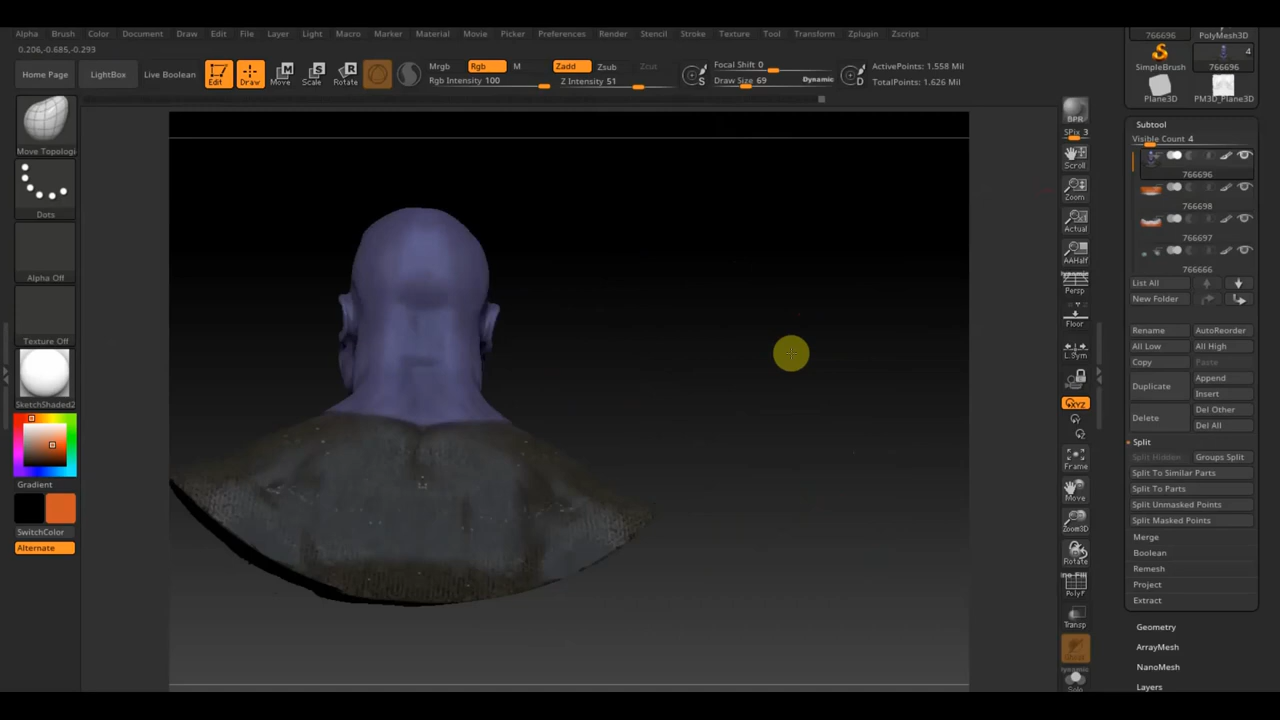 Alpha Brush Color Document Draw Edit File Layer Light Macro Marker Material Movie Picker Preferences Render Stencil Stroke Texture Tool Transform Zplugin Zscript
0.206,-0.685,-0.293
Home Page LightBox Live Boolean Edit Draw Move Scale Rotate
Mrgb Rgb M Zadd Zsub Zcut
Rgb Intensity 100 Z Intensity 51
Focal Shift 0
Draw Size 69 Dynamic
ActivePoints: 1.558 Mil
TotalPoints: 1.626 Mil
S
D
Move Topologi
Dots
Alpha Off
Texture Off
SketchShaded2
Gradient
SwitchColor
Alternate
BPR
SPix 3
Scroll
Zoom
Actual
AAHalf
Dynamic
Persp
Floor
L.Sym
XYZ
Y
Z
Frame
Move
Zoom3D
Rotate
Line Fill
PolyF
Transp
Dynamic
Solo
766696 PolyMesh3D
4
SimpleBrush 766696
Plane3D PM3D_Plane3D
Subtool
Visible Count 4
766696
766698
766697
766666
List All
New Folder
Rename AutoReorder
All Low All High
Copy Paste
Duplicate Append
Insert
Delete Del Other
Del All
Split
Split Hidden Groups Split
Split To Similar Parts
Split To Parts
Split Unmasked Points
Split Masked Points
Merge
Boolean
Remesh
Project
Extract
Geometry
ArrayMesh
NanoMesh
Layers